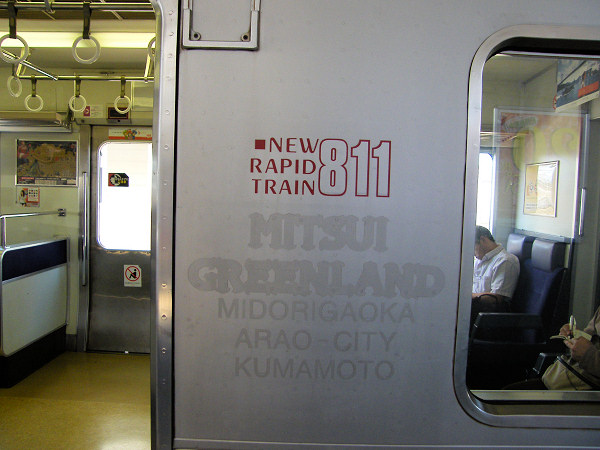 NEW
RAPID
TRAIN 811
MITSUI
GREENLAND
MIDORIGAOKA
ARAO-CITY
KUMAMOTO